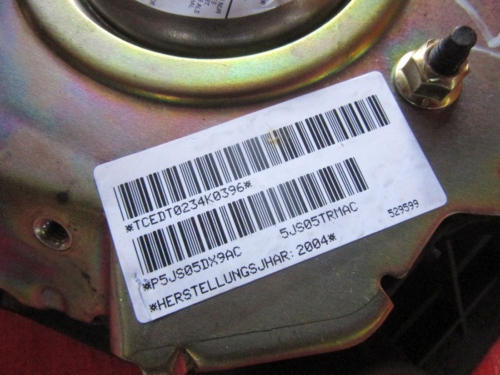 *TCEDT0234K0396*
*P5JS05DX9AC 5JS05TRMAC 529599
*HERSTELLUNGSJHAR: 2004*